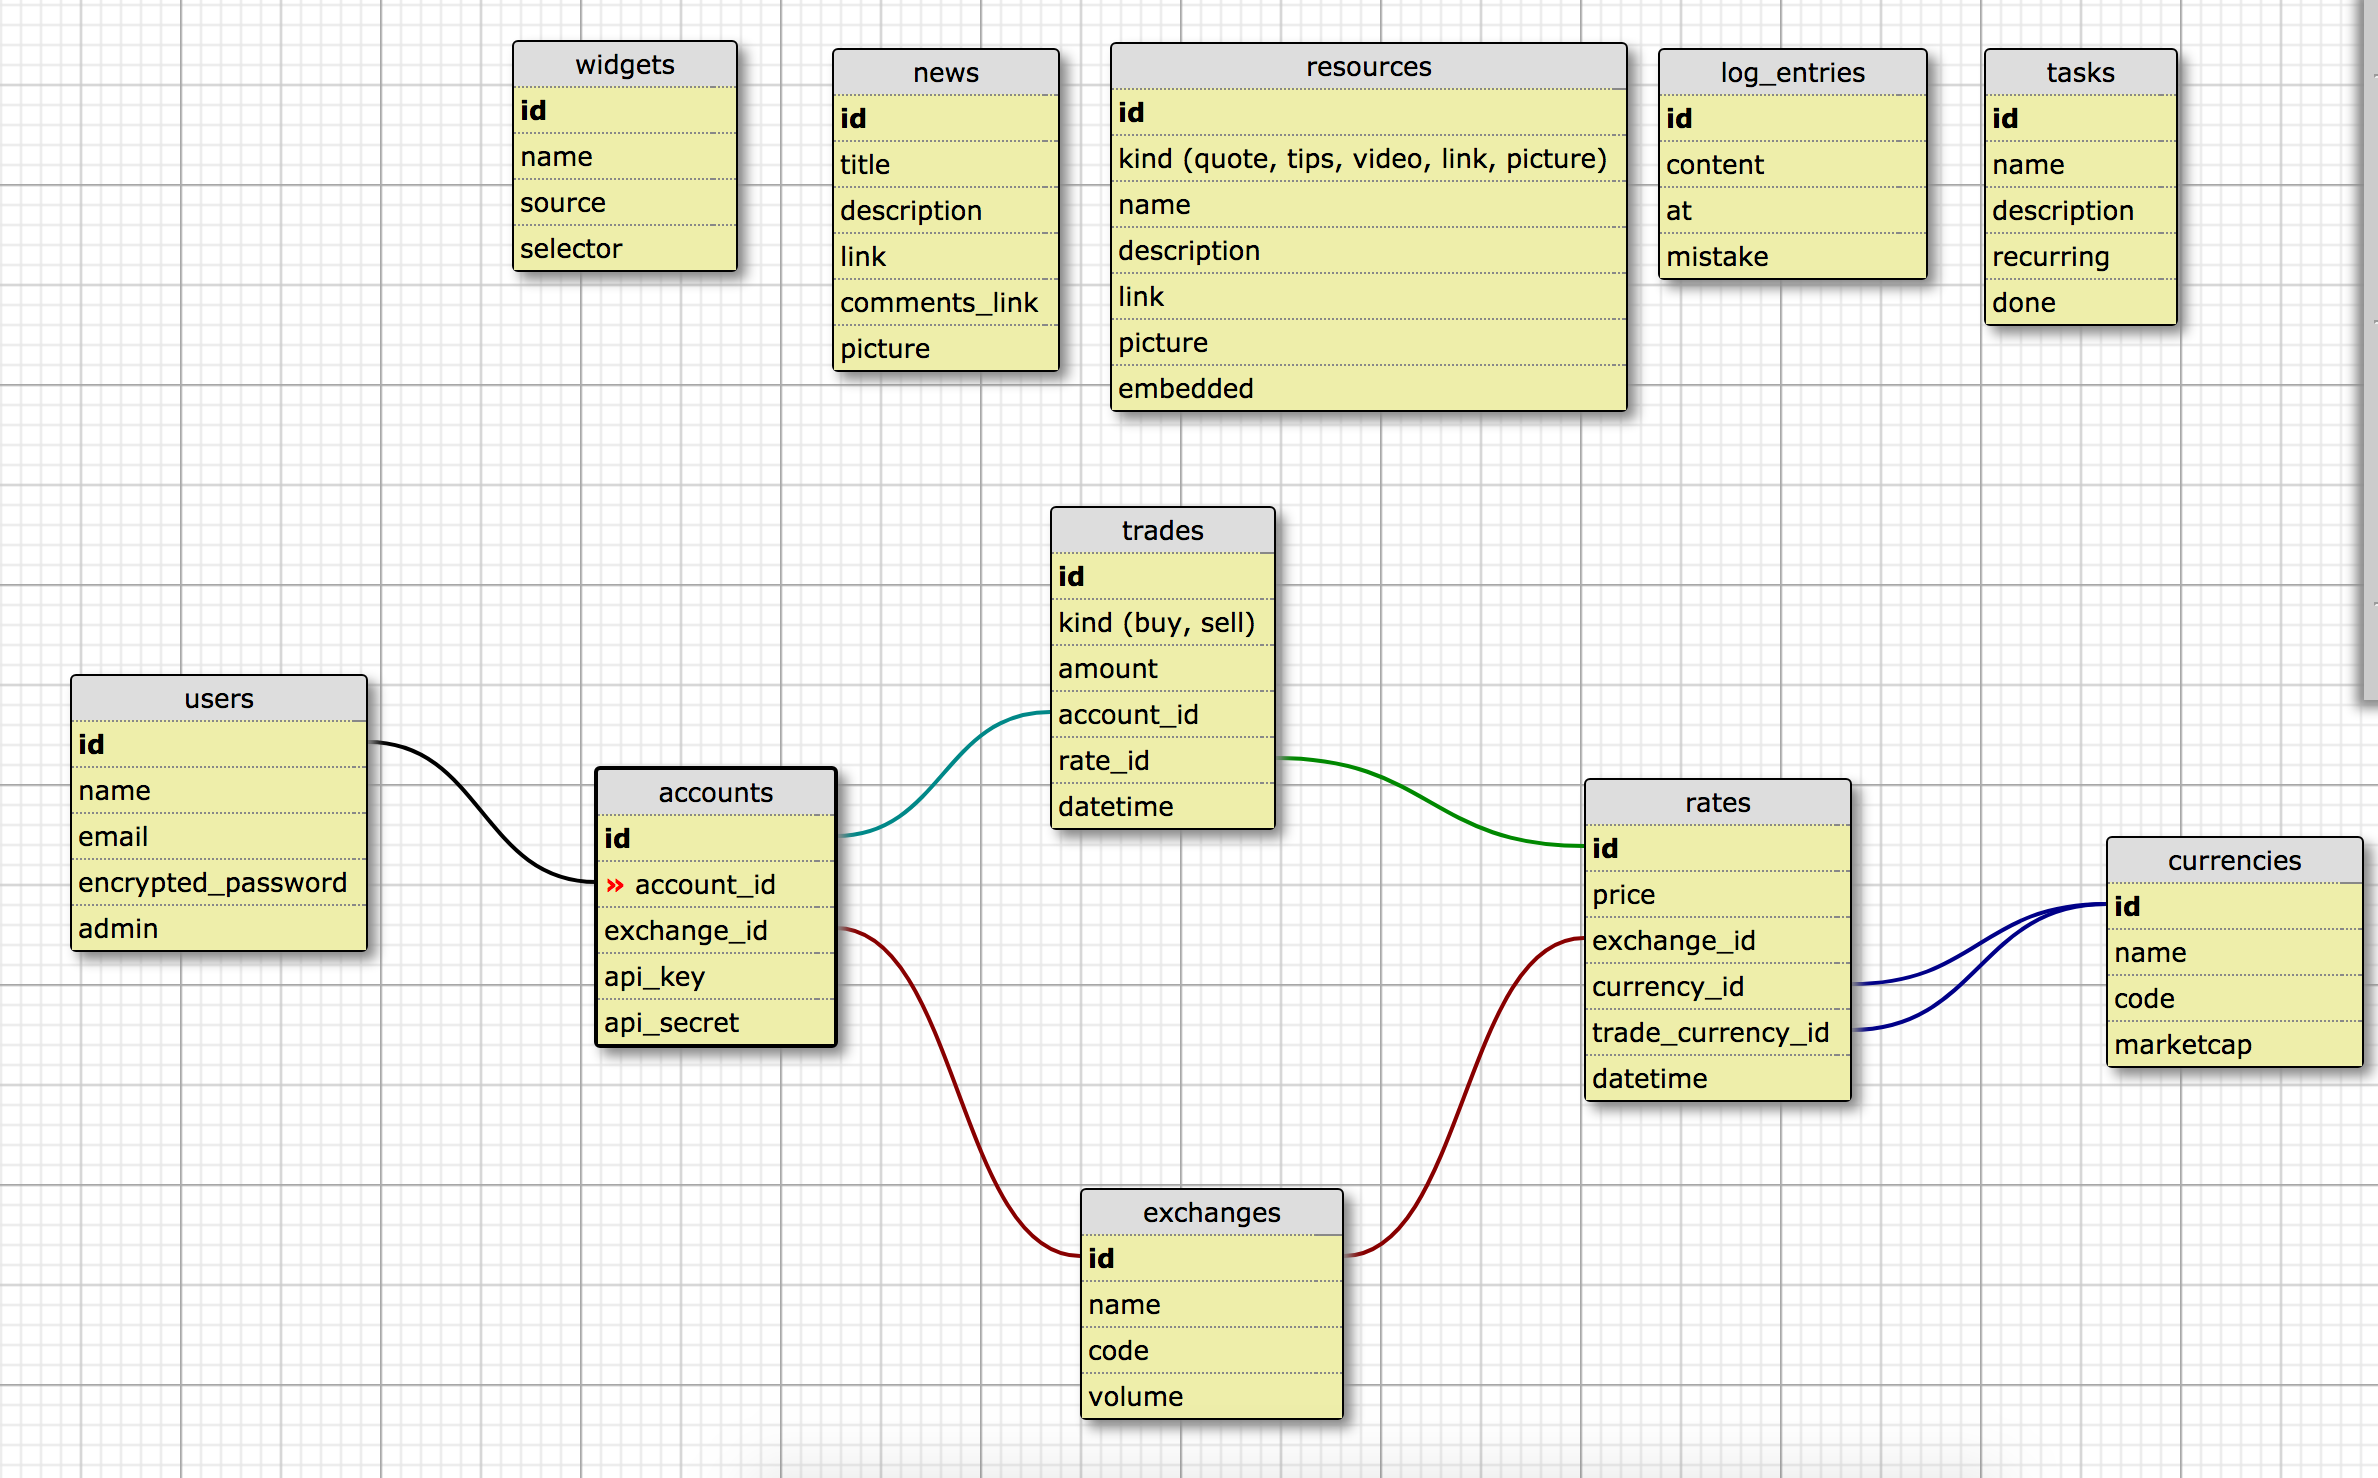 widgets
id
name
source
selector
news
id
title
description
link
comments_link
picture
resources
id
kind (quote, tips, video, link, picture)
name
description
link
picture
embedded
log_entries
id
content
at
mistake
tasks
id
name
description
recurring
done
trades
id
kind (buy, sell)
amount
account_id
rate_id
datetime
users
id
name
email
encrypted_password
admin
accounts
id
» account_id
exchange_id
api_key
api_secret
rates
id
price
exchange_id
currency_id
trade_currency_id
datetime
currencies
id
name
code
marketcap
exchanges
id
name
code
volume